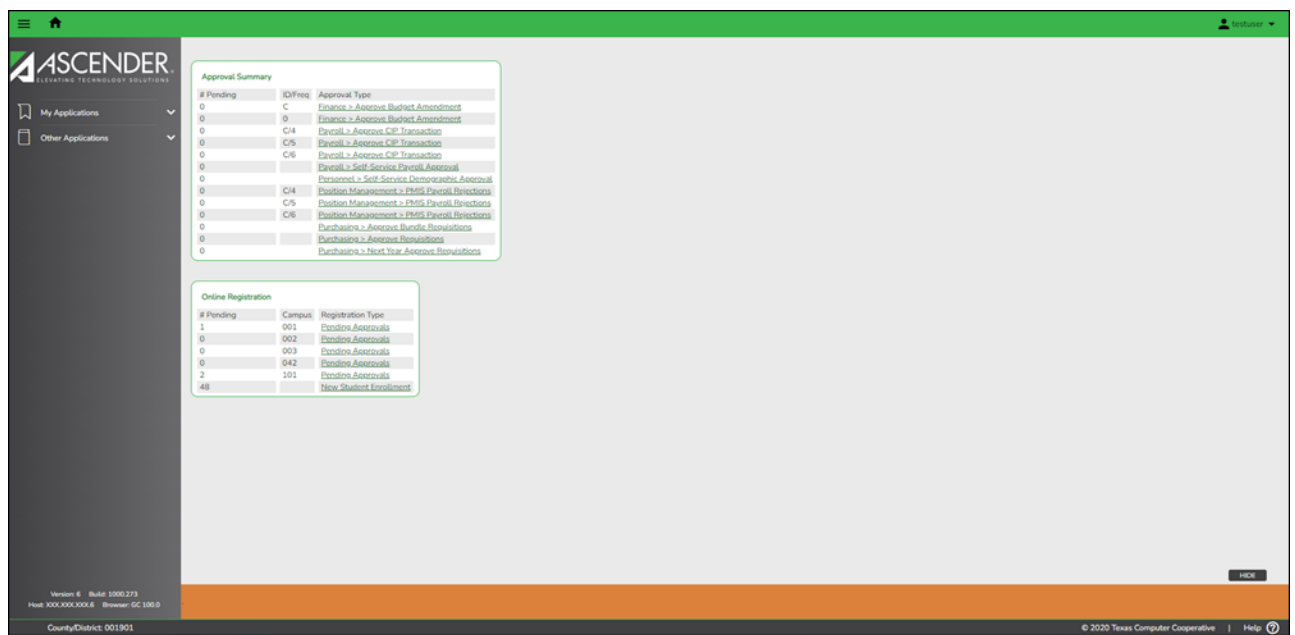 testuser
ASCENDER
ELEVATING TECHNOLOGY SOLUTIONS
My Applications
Other Applications
Approval Summary
# Pending ID/Freq Approval Type
0 C Finance > Approve Budget Amendment
0 0 Finance > Approve Budget Amendment
0 C/4 Payroll > Approve CIP Transaction
0 C/5 Payroll > Approve CIP Transaction
0 C/6 Payroll > Approve CIP Transaction
0 Payroll > Self-Service Payroll Approval
0 Personnel > Self-Service Demographic Approval
0 C/4 Position Management > PMIS Payroll Rejections
0 C/5 Position Management > PMIS Payroll Rejections
0 C/6 Position Management > PMIS Payroll Rejections
0 Purchasing > Approve Bundle Requisitions
0 Purchasing > Approve Requisitions
0 Purchasing > Next Year Approve Requisitions
Online Registration
# Pending Campus Registration Type
1 001 Pending Approvals
0 002 Pending Approvals
0 003 Pending Approvals
0 042 Pending Approvals
2 101 Pending Approvals
48 New Student Enrollment
HIDE
Version: 6 Build: 1000.273
Host: XXX.XXX.XXX.6 Browser: GC 100.0
County/District: 001901
© 2020 Texas Computer Cooperative | Help ?